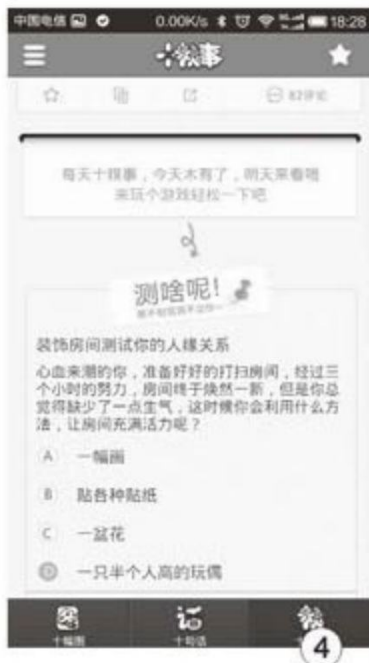 中国电信 0.00K/s 18:28
十糗事
82评论
每天十糗事，今天木有了，明天来看唔
来玩个游戏轻松一下吧
测啥呢！
装饰房间测试你的人缘关系
心血来潮的你，准备好好的打扫房间，经过三
个小时的努力，房间终于焕然一新，但是你总
觉得缺少了一点生气，这时候你会利用什么方
法，让房间充满活力呢？
A 一幅画
B 贴各种贴纸
C 一盆花
D 一只半个人高的玩偶
十幅图 十句话
4